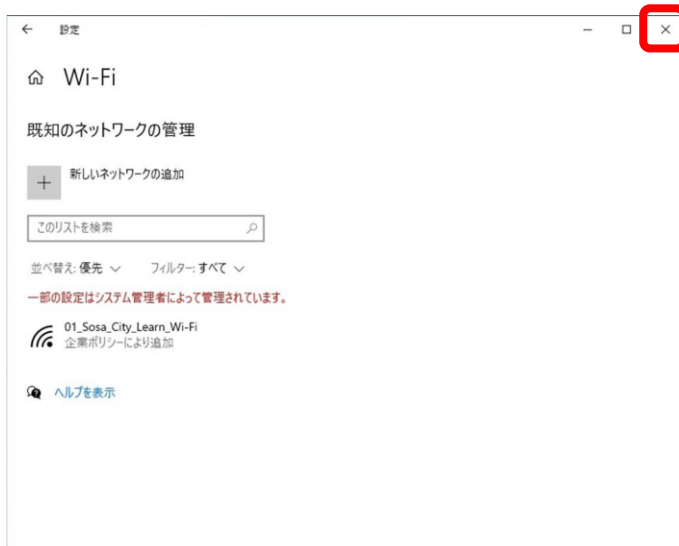 設定
Wi-Fi
既知のネットワークの管理
新しいネットワークの追加
このリストを検索
並べ替え: 優先 フィルター: すべて
一部の設定はシステム管理者によって管理されています。
01_Sosa_City_Learn_Wi-Fi
企業ポリシーにより追加
ヘルプを表示